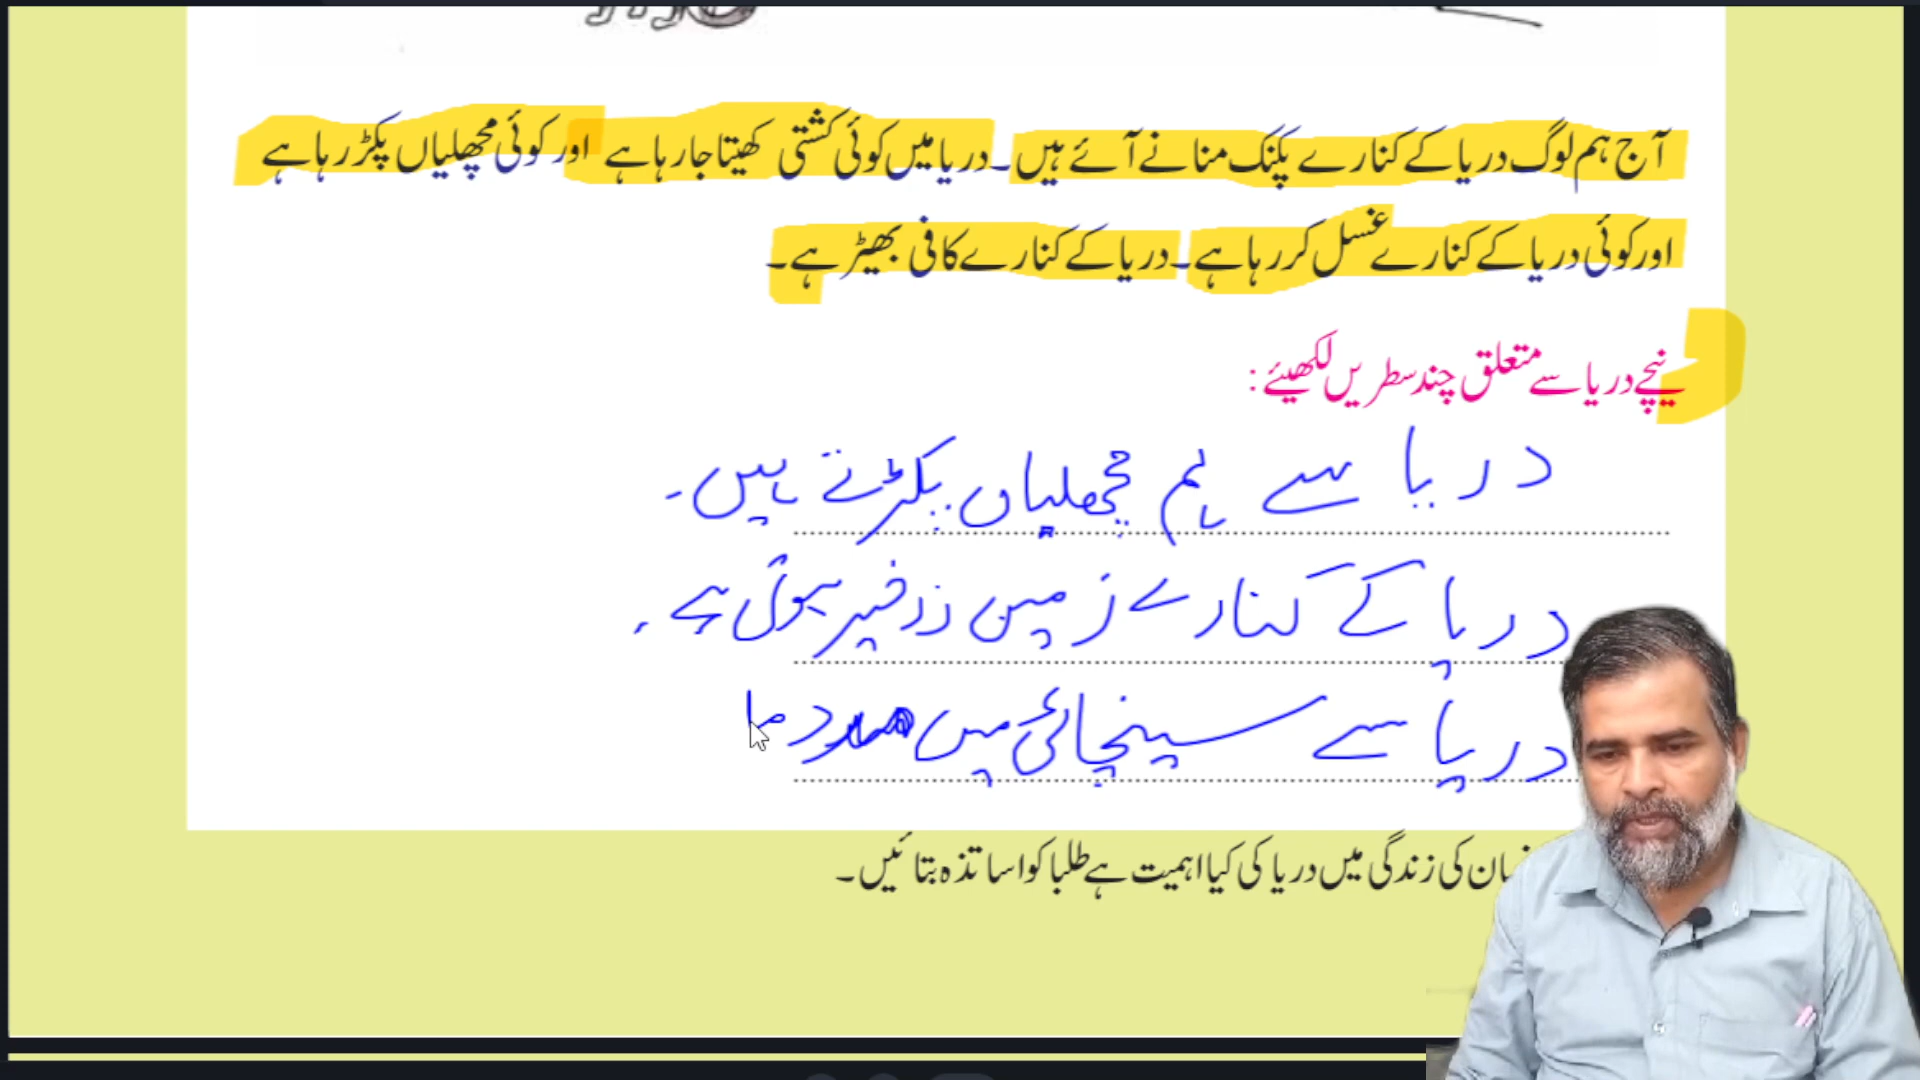 آج ہم لوگ دریا کے کنارے پکنک منانے آئے ہیں۔ دریا میں کوئی کشتی کھیتا جا رہا ہے اور کوئی مچھلیاں پکڑ رہا ہے
اور کوئی دریا کے کنارے غسل کر رہا ہے۔ دریا کے کنارے کافی بھیڑ ہے۔
نیچے دریا سے متعلق چند سطریں لکھیئے :
دریا سے ہم مچھلیاں پکڑتے ہیں۔
دریا کے کنارے زمین زرخیز ہوتی ہے۔
دریا سے سینچائی میں مدد
کی زندگی میں دریا کی کیا اہمیت ہے طلبا کو اساتذہ بتائیں۔